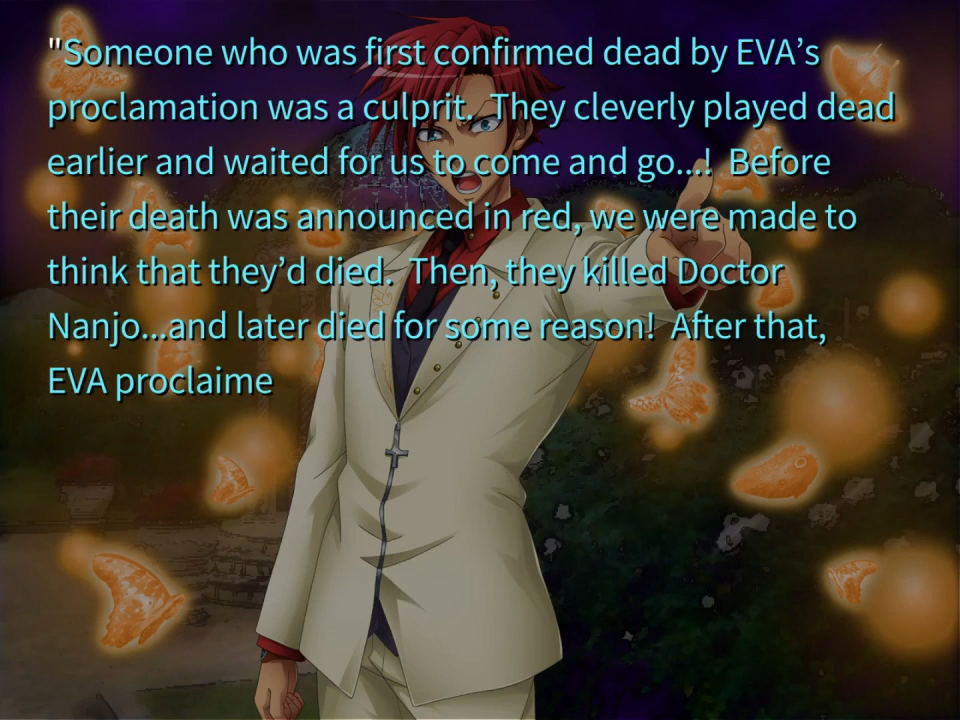 "Someone who was first confirmed dead by EVA’s
proclamation was a culprit.  They cleverly played dead
earlier and waited for us to come and go...!  Before
their death was announced in red, we were made to
think that they’d died.  Then, they killed Doctor
Nanjo...and later died for some reason!  After that,
EVA proclaime